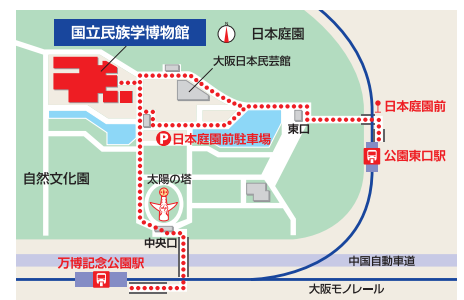 国立民族学博物館
日本庭園
大阪日本民芸館
日本庭園前
東口
P日本庭園前駐車場
公園東口駅
自然文化園
太陽の塔
中央口
万博記念公園駅
中国自動車道
大阪モノレール